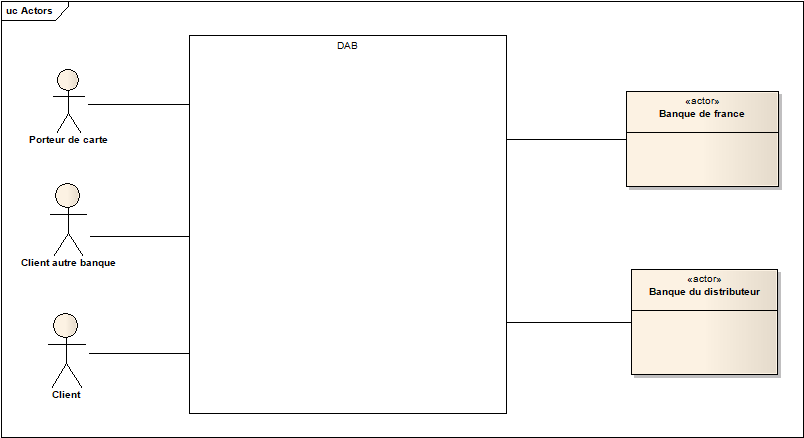 uc Actors
DAB
Porteur de carte
Client autre banque
Client
«actor»
Banque de france
«actor»
Banque du distributeur